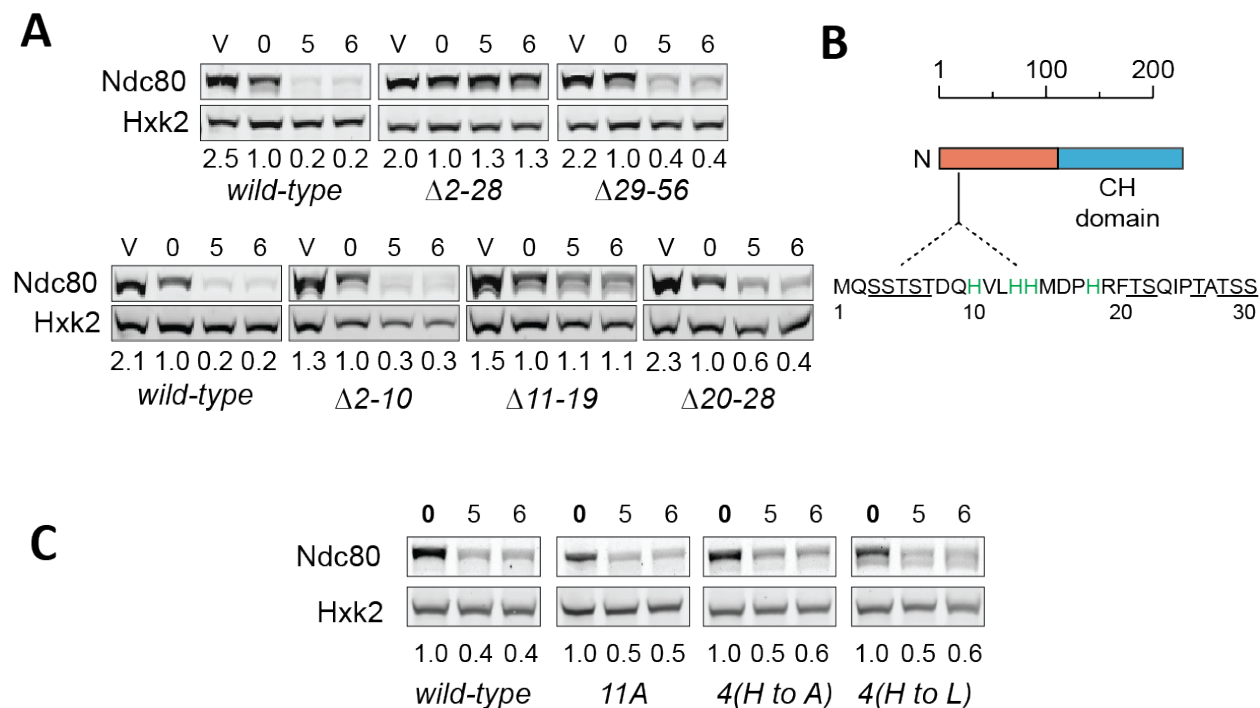 A
V 0 5 6 V 0 5 6 V 0 5 6
Ndc80
Hxk2
2.5 1.0 0.2 0.2 2.0 1.0 1.3 1.3 2.2 1.0 0.4 0.4
wild-type Δ2-28 Δ29-56
V 0 5 6 V 0 5 6 V 0 5 6 V 0 5 6
Ndc80
Hxk2
2.1 1.0 0.2 0.2 1.3 1.0 0.3 0.3 1.5 1.0 1.1 1.1 2.3 1.0 0.6 0.4
wild-type Δ2-10 Δ11-19 Δ20-28
B
1 100 200
N
CH
domain
MQSSTSTDQHVLHHMDPHRFTSQIPTATSS
1 10 20 30
C
0 5 6 0 5 6 0 5 6 0 5 6
Ndc80
Hxk2
1.0 0.4 0.4 1.0 0.5 0.5 1.0 0.5 0.6 1.0 0.5 0.6
wild-type 11A 4(H to A) 4(H to L)